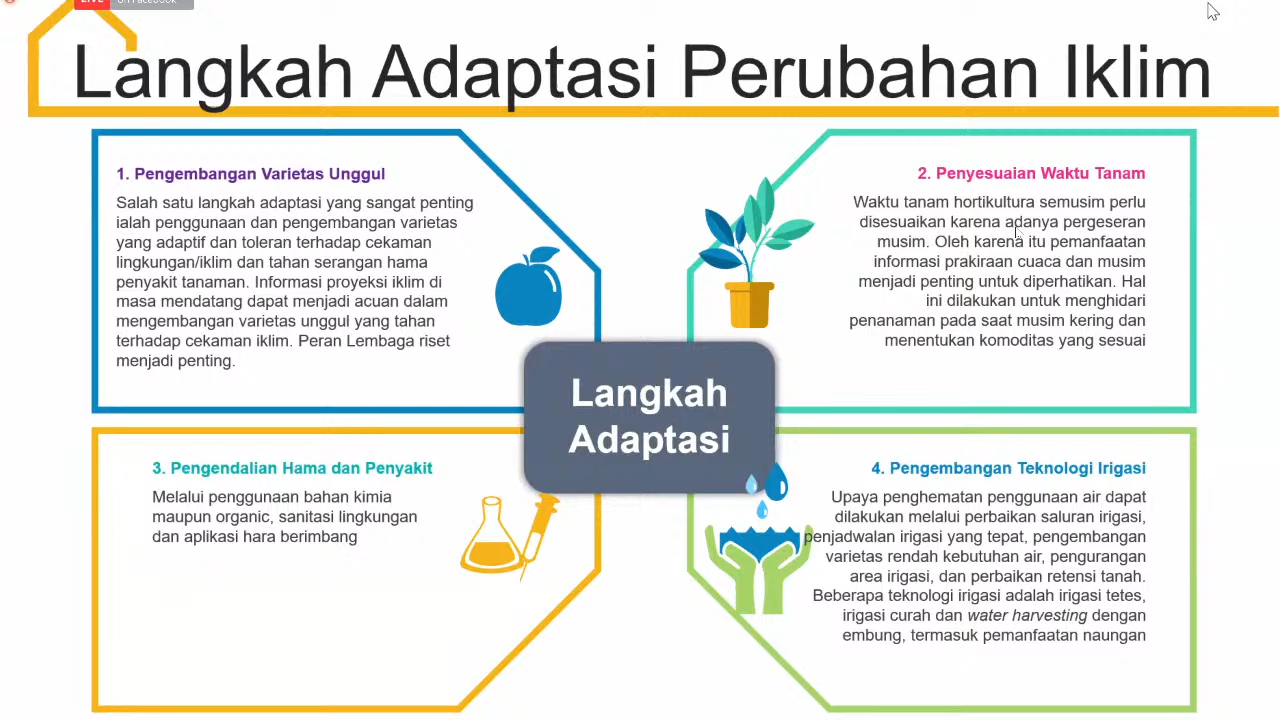 LIVE on Facebook
Langkah Adaptasi Perubahan Iklim
1. Pengembangan Varietas Unggul
Salah satu langkah adaptasi yang sangat penting
ialah penggunaan dan pengembangan varietas
yang adaptif dan toleran terhadap cekaman
lingkungan/iklim dan tahan serangan hama
penyakit tanaman. Informasi proyeksi iklim di
masa mendatang dapat menjadi acuan dalam
mengembangan varietas unggul yang tahan
terhadap cekaman iklim. Peran Lembaga riset
menjadi penting.
2. Penyesuaian Waktu Tanam
Waktu tanam hortikultura semusim perlu
disesuaikan karena adanya pergeseran
musim. Oleh karena itu pemanfaatan
informasi prakiraan cuaca dan musim
menjadi penting untuk diperhatikan. Hal
ini dilakukan untuk menghidari
penanaman pada saat musim kering dan
menentukan komoditas yang sesuai
Langkah
Adaptasi
3. Pengendalian Hama dan Penyakit
Melalui penggunaan bahan kimia
maupun organic, sanitasi lingkungan
dan aplikasi hara berimbang
4. Pengembangan Teknologi Irigasi
Upaya penghematan penggunaan air dapat
dilakukan melalui perbaikan saluran irigasi,
penjadwalan irigasi yang tepat, pengembangan
varietas rendah kebutuhan air, pengurangan
area irigasi, dan perbaikan retensi tanah.
Beberapa teknologi irigasi adalah irigasi tetes,
irigasi curah dan water harvesting dengan
embung, termasuk pemanfaatan naungan